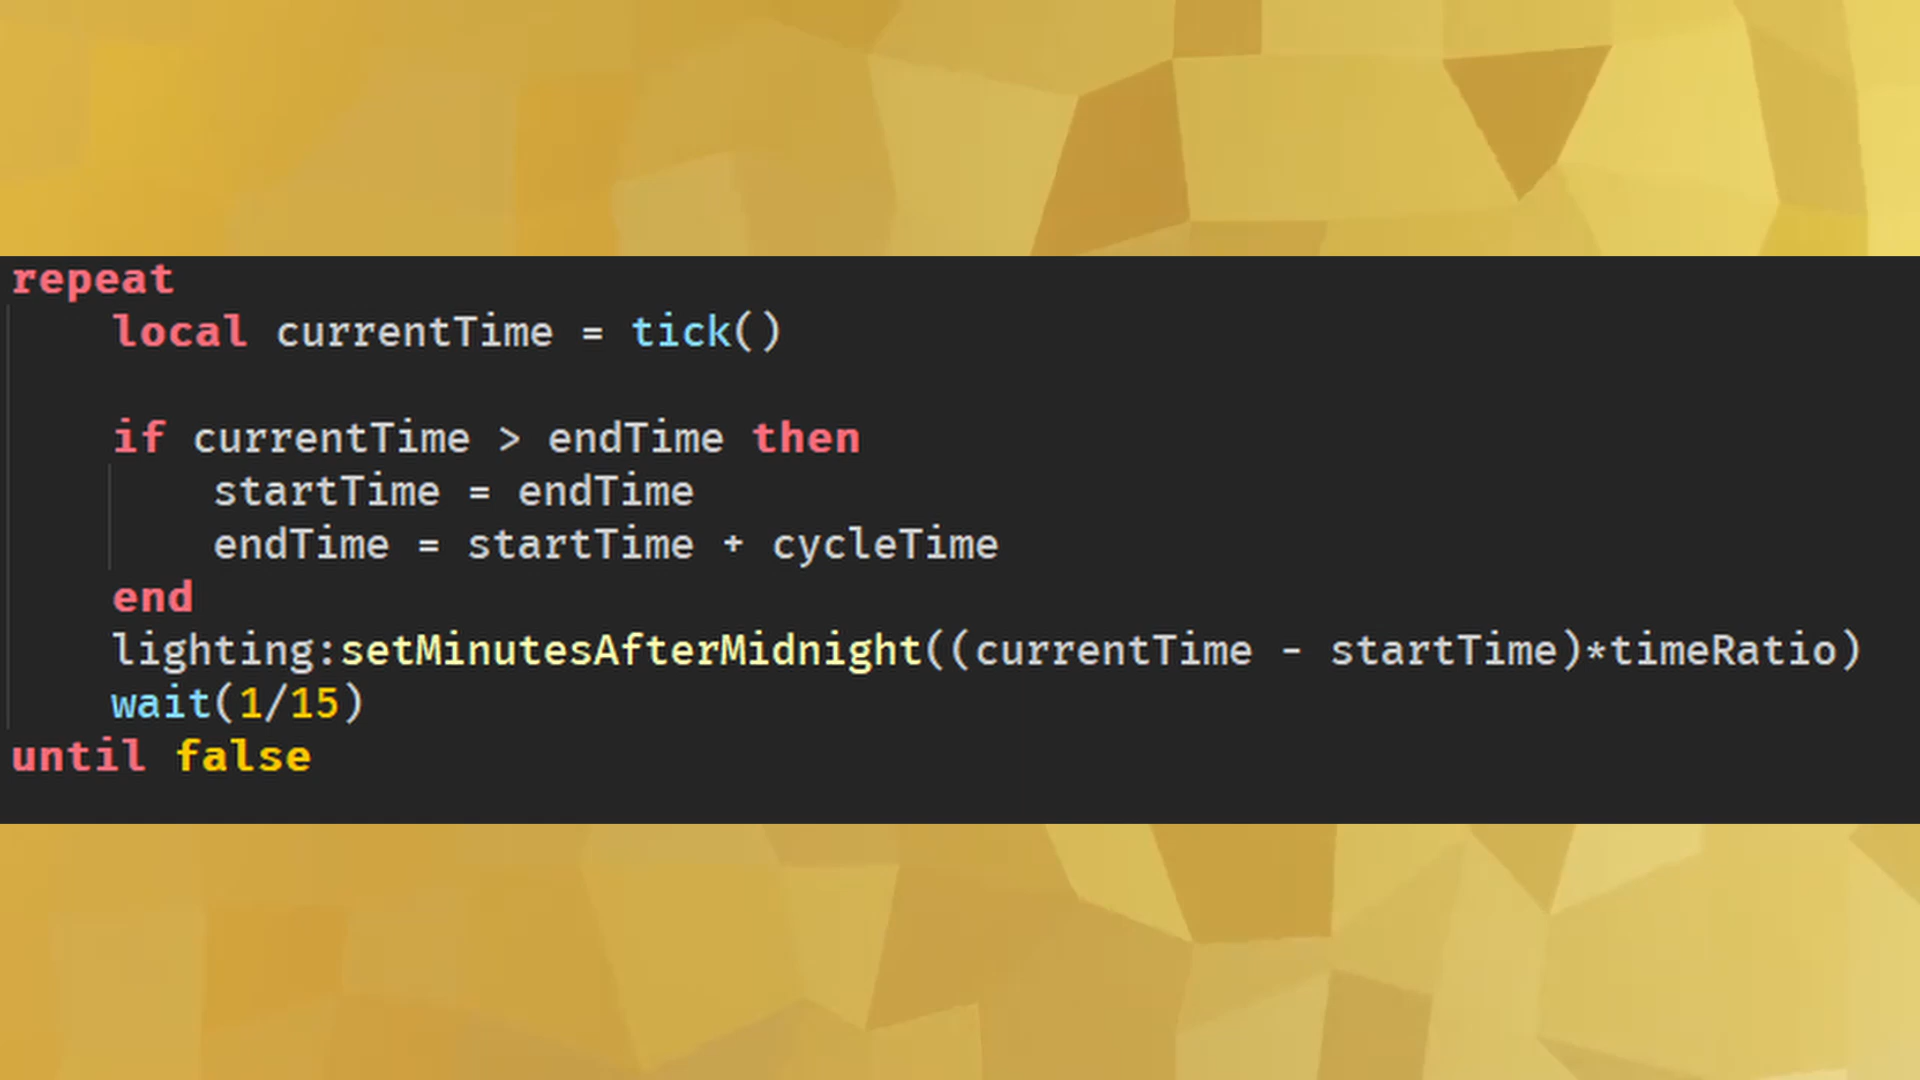 repeat
local currentTime = tick()
if currentTime > endTime then
startTime = endTime
endTime = startTime + cycleTime
end
lighting:setMinutesAfterMidnight((currentTime - startTime)*timeRatio)
wait(1/15)
until false